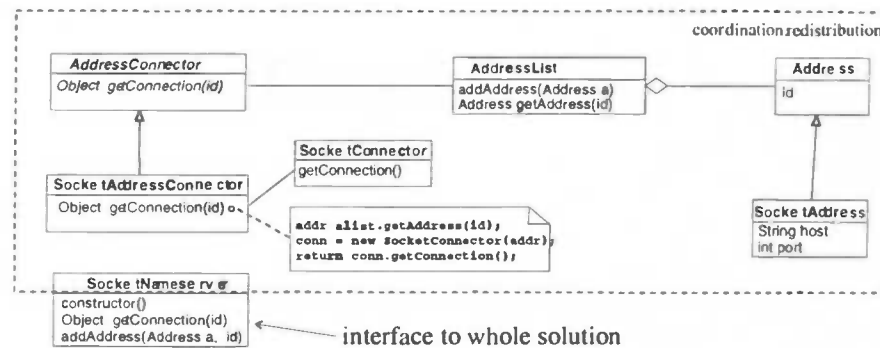 coordination.redistribution
AddressConnector
Object getConnection(id)
AddressList
addAddress(Address a)
Address getAddress(id)
Address
id
SocketConnector
getConnection()
SocketAddressConnector
Object getConnection(id)
addr alist.getAddress(id);
conn = new SocketConnector(addr);
return conn.getConnection();
SocketAddress
String host
int port
SocketNameserver
constructor()
Object getConnection(id)
addAddress(Address a, id)
interface to whole solution